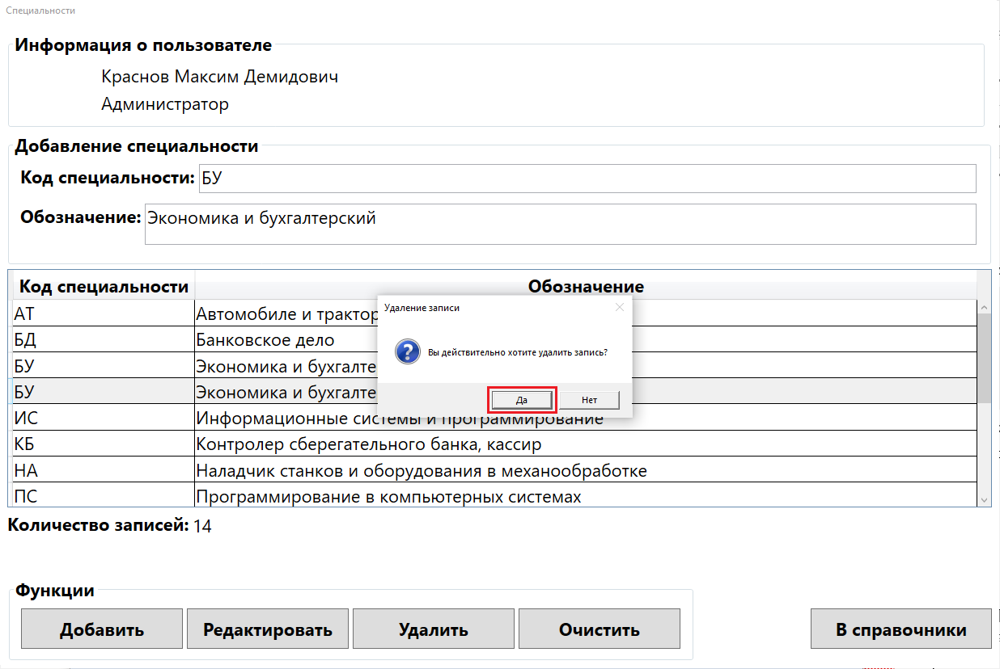 Специальности
Информация о пользователе
Краснов Максим Демидович
Администратор
Добавление специальности
Код специальности: БУ
Обозначение: Экономика и бухгалтерский
Код специальности Обозначение
АТ Автомобиле и трактор
БД Банковское дело
БУ Экономика и бухгалте
БУ Экономика и бухгалте
ИС Информационные системы и программирование
КБ Контролер сберегательного банка, кассир
НА Наладчик станков и оборудования в механообработке
ПС Программирование в компьютерных системах
Удаление записи
Вы действительно хотите удалить запись?
Да Нет
Количество записей: 14
Функции
Добавить Редактировать Удалить Очистить В справочники